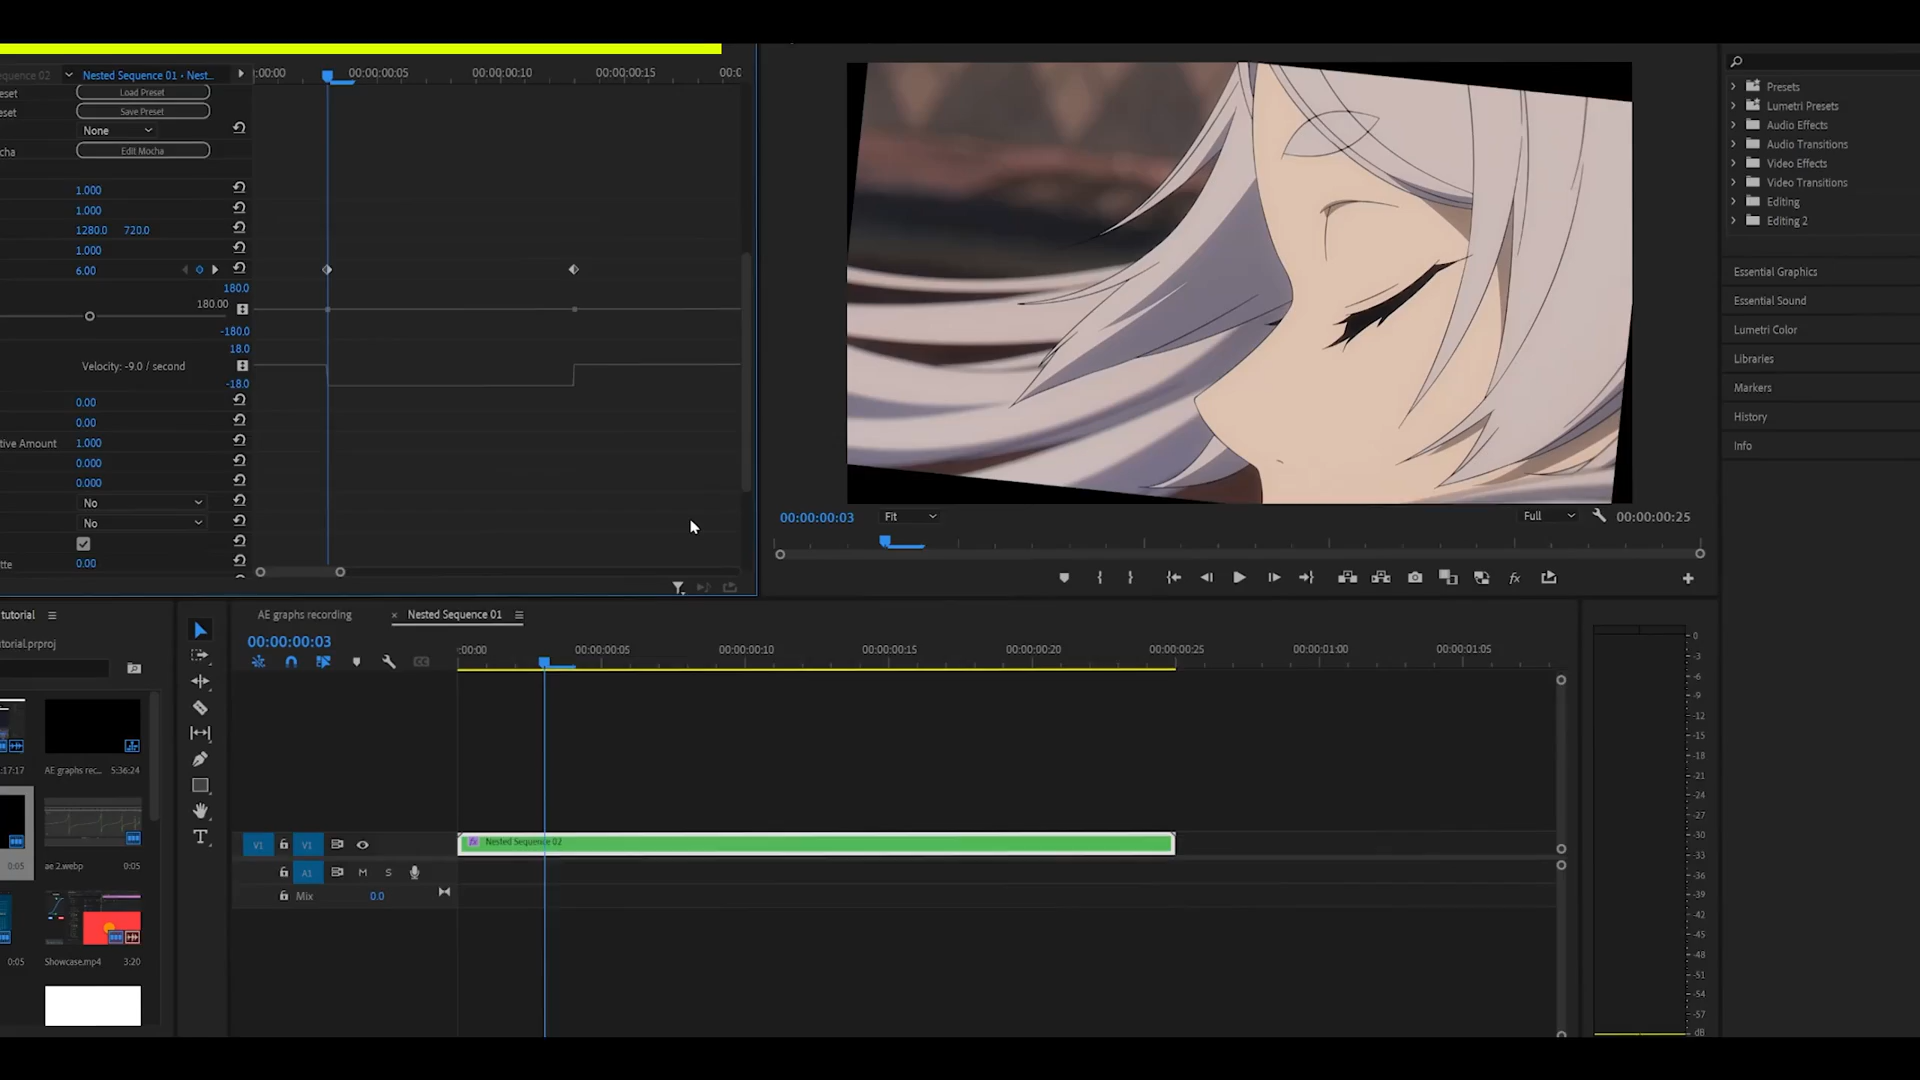 equence 02 Nested Sequence 01 · Nest... :00:00 00:00:00:05 00:00:00:10 00:00:00:15 00:0
eset Load Preset
eset Save Preset
None
cha Edit Mocha
1.000
1.000
1280.0 720.0
1.000
6.00
180.0
180.00
-180.0
18.0
Velocity: -9.0 / second
-18.0
0.00
0.00
tive Amount 1.000
0.000
0.000
No
No
tte 0.00
00:00:00:03 Fit Full 00:00:00:25
Presets
Lumetri Presets
Audio Effects
Audio Transitions
Video Effects
Video Transitions
Editing
Editing 2
Essential Graphics
Essential Sound
Lumetri Color
Libraries
Markers
History
Info
tutorial
utorial.prproj
:17:17 AE graphs rec... 5:36:24
0:05 ae 2.webp 0:05
0:05 Showcase.mp4 3:20
AE graphs recording Nested Sequence 01
00:00:00:03
:00:00 00:00:00:05 00:00:00:10 00:00:00:15 00:00:00:20 00:00:00:25 00:00:01:00 00:00:01:05
V1 V1 fx Nested Sequence 02
A1 M S
Mix 0.0
0
-3
-6
-9
-12
-15
-18
-21
-24
-27
-30
-33
-36
-39
-42
-45
-48
-51
-54
-57
dB